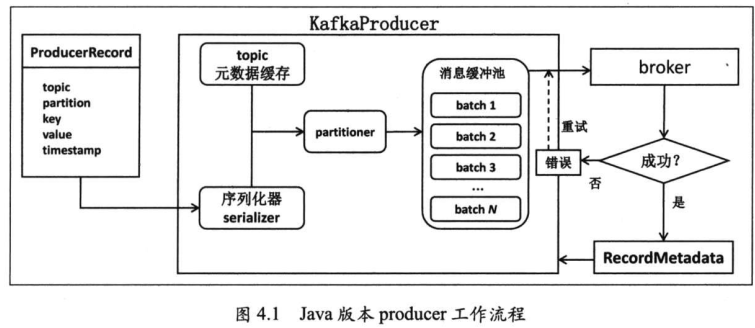 KafkaProducer
ProducerRecord
topic
partition
key
value
timestamp
topic
元数据缓存
序列化器
serializer
partitioner
消息缓冲池
batch 1
batch 2
batch 3
...
batch N
broker
重试
错误
成功？
否
是
RecordMetadata
图 4.1 Java 版本 producer 工作流程